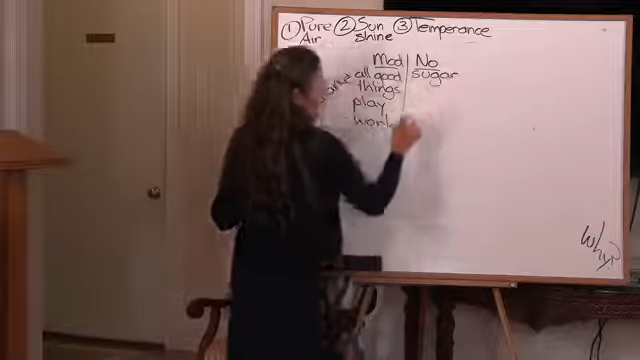 ① Pure ② Sun ③ Temperance
Air shine
Mod No
all good sugar
things
play
work
Why?